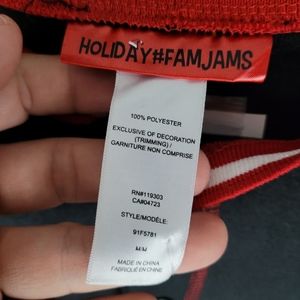 HOLIDAY#FAMJAMS
100% POLYESTER
EXCLUSIVE OF DECORATION
(TRIMMING) /
GARNITURE NON COMPRISE
RN#119303
CA#04723
STYLE/MODÈLE:
91F5781
M/M
MADE IN CHINA
FABRIQUÉ EN CHINE